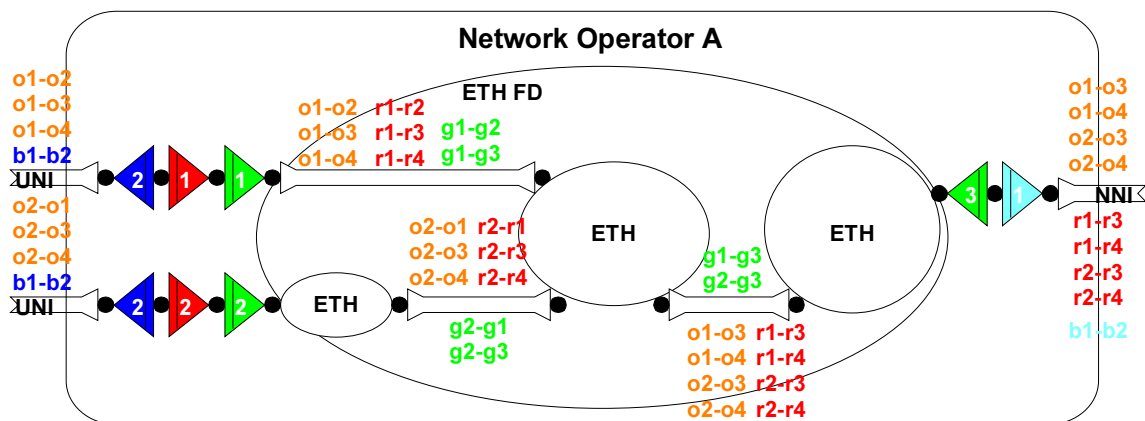 Network Operator A
ETH FD
o1-o2
o1-o3
o1-o4
b1-b2
UNI
2
1
1
o1-o2 r1-r2
o1-o3 r1-r3
o1-o4 r1-r4
g1-g2
g1-g3
o2-o1
o2-o3
o2-o4
b1-b2
UNI
2
2
2
ETH
o2-o1 r2-r1
o2-o3 r2-r3
o2-o4 r2-r4
g2-g1
g2-g3
ETH
g1-g3
g2-g3
o1-o3 r1-r3
o1-o4 r1-r4
o2-o3 r2-r3
o2-o4 r2-r4
ETH
3
1
o1-o3
o1-o4
o2-o3
o2-o4
NNI
r1-r3
r1-r4
r2-r3
r2-r4
b1-b2